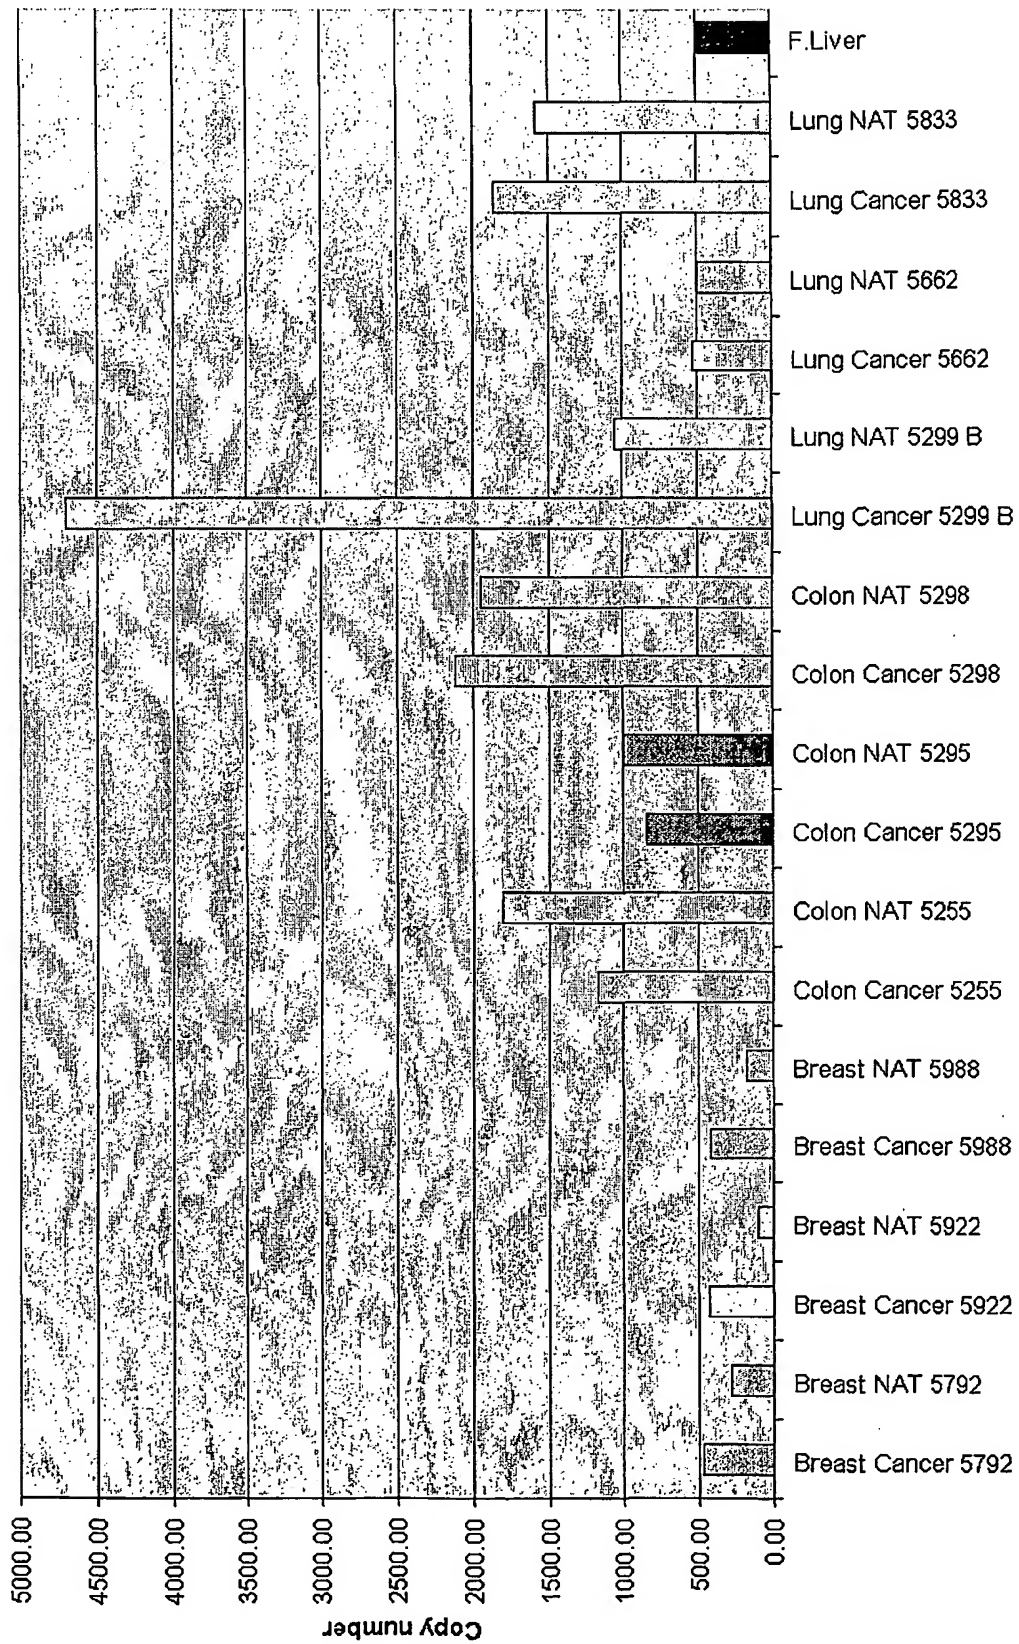 F.Liver
Lung NAT 5833
Lung Cancer 5833
Lung NAT 5662
Lung Cancer 5662
Lung NAT 5299 B
Lung Cancer 5299 B
Colon NAT 5298
Colon Cancer 5298
Colon NAT 5295
Colon Cancer 5295
Colon NAT 5255
Colon Cancer 5255
Breast NAT 5988
Breast Cancer 5988
Breast NAT 5922
Breast Cancer 5922
Breast NAT 5792
Breast Cancer 5792
5000.00
4500.00
4000.00
3500.00
3000.00
2500.00
2000.00
1500.00
1000.00
500.00
0.00
Copy number